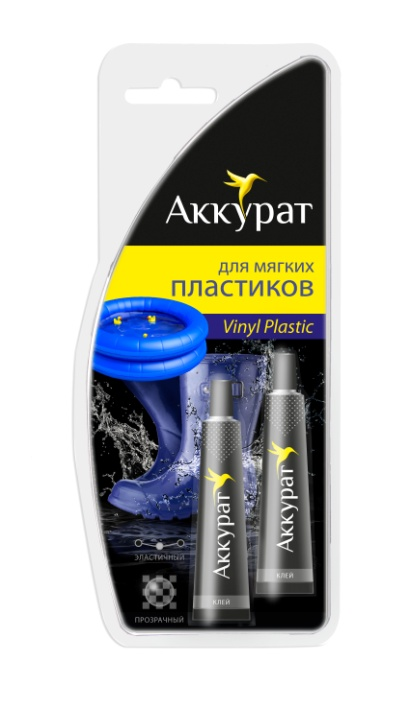 Аккурат
для мягких
пластиков
Vinyl Plastic
Аккурат
клей
Аккурат
клей
эластичный
прозрачный